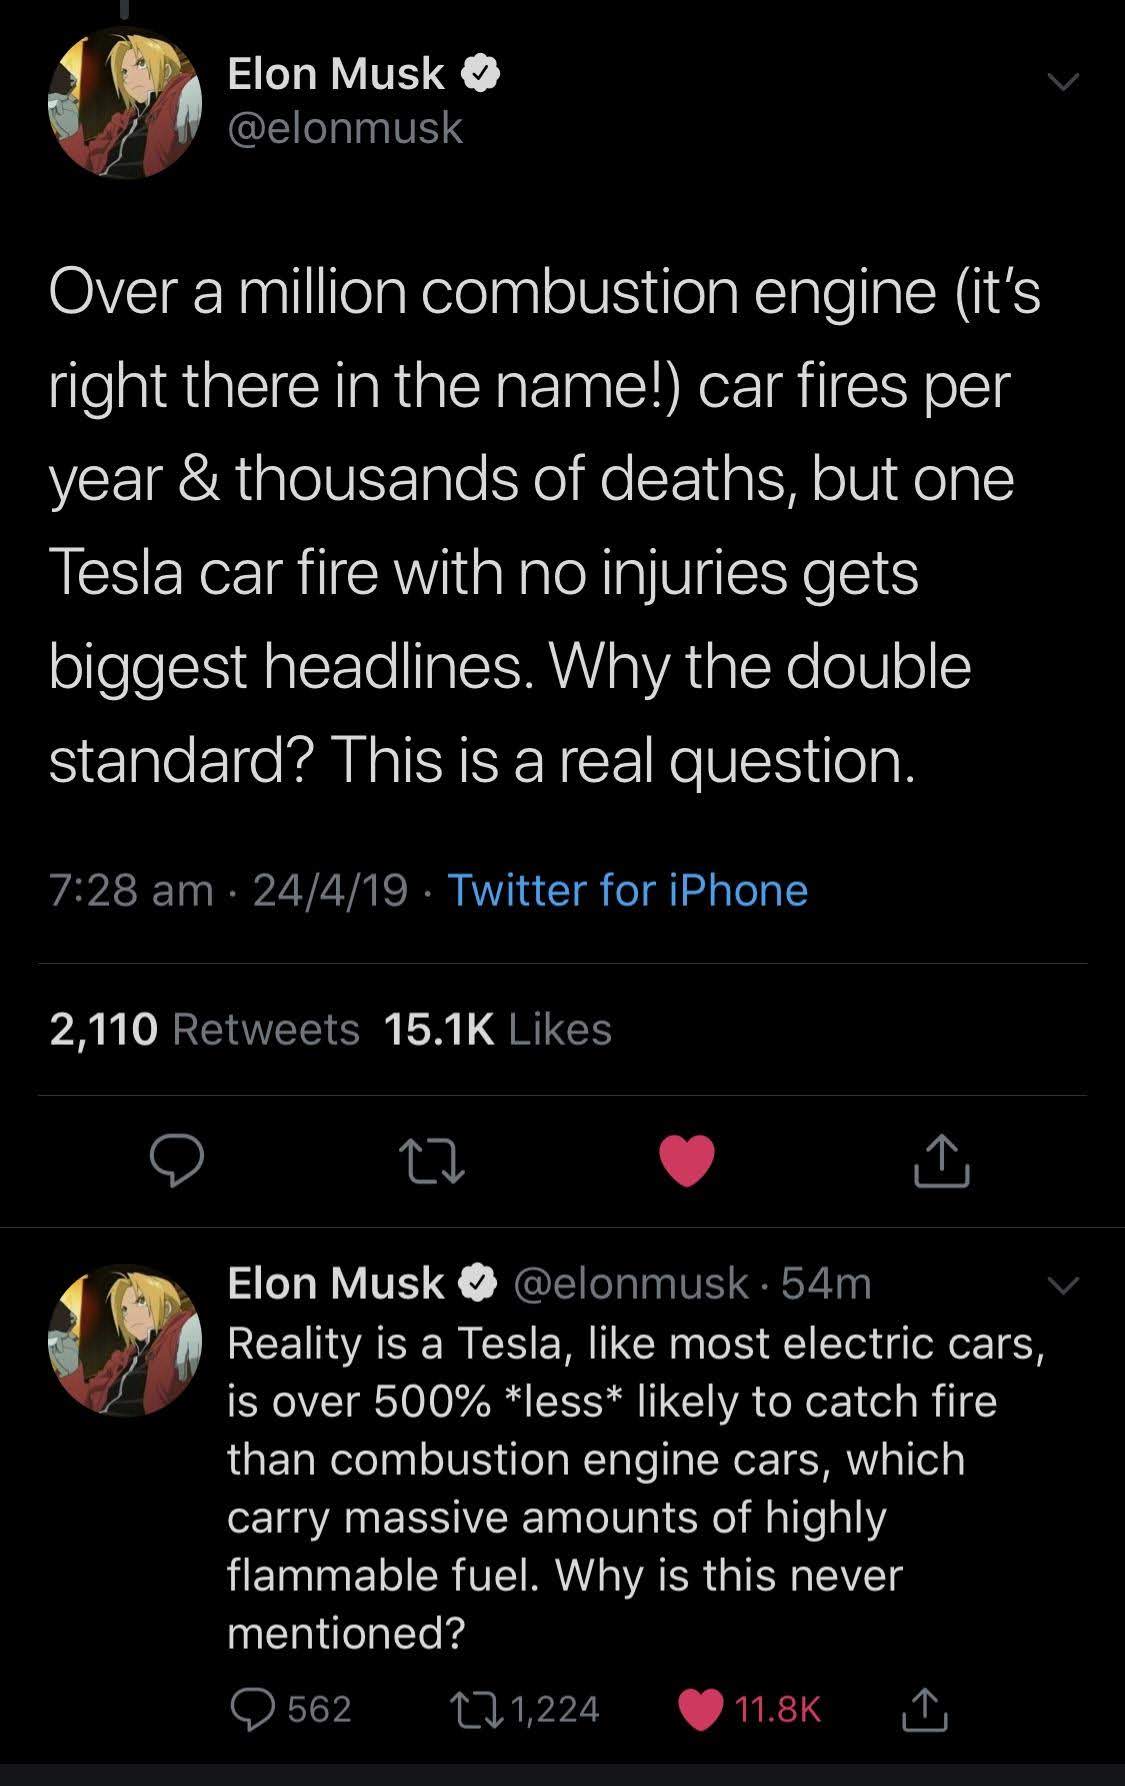 Elon Musk
@elonmusk
Over a million combustion engine (it’s
right there in the name!) car fires per
year & thousands of deaths, but one
Tesla car fire with no injuries gets
biggest headlines. Why the double
standard? This is a real question.
7:28 am · 24/4/19 · Twitter for iPhone
2,110 Retweets 15.1K Likes
Elon Musk @elonmusk · 54m
Reality is a Tesla, like most electric cars,
is over 500% *less* likely to catch fire
than combustion engine cars, which
carry massive amounts of highly
flammable fuel. Why is this never
mentioned?
562 1,224 11.8K